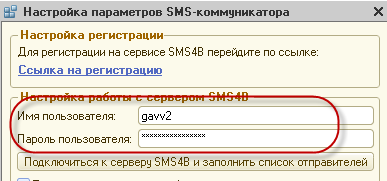 Настройка параметров SMS-коммуникатора
Настройка регистрации
Для регистрации на сервисе SMS4B перейдите по ссылке:
Ссылка на регистрацию
Настройка работы с сервером SMS4B
Имя пользователя: gavv2
Пароль пользователя: ****************
Подключиться к серверу SMS4B и заполнить список отправителей